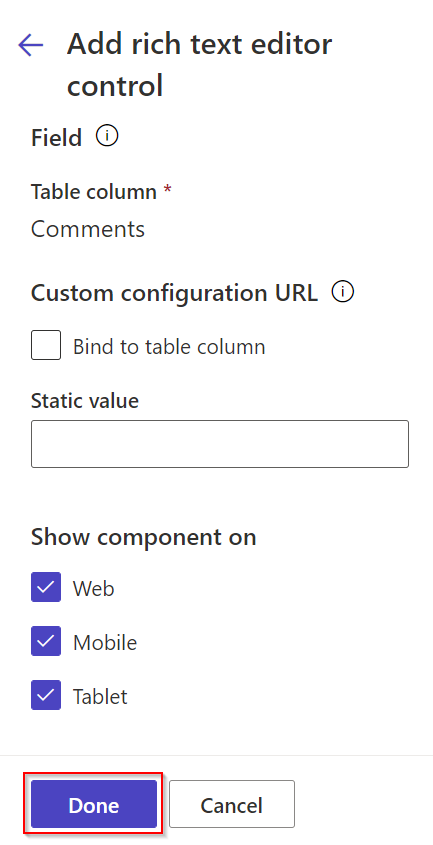 Add rich text editor
control
Field
Table column *
Comments
Custom configuration URL
Bind to table column
Static value
Show component on
Web
Mobile
Tablet
Done
Cancel